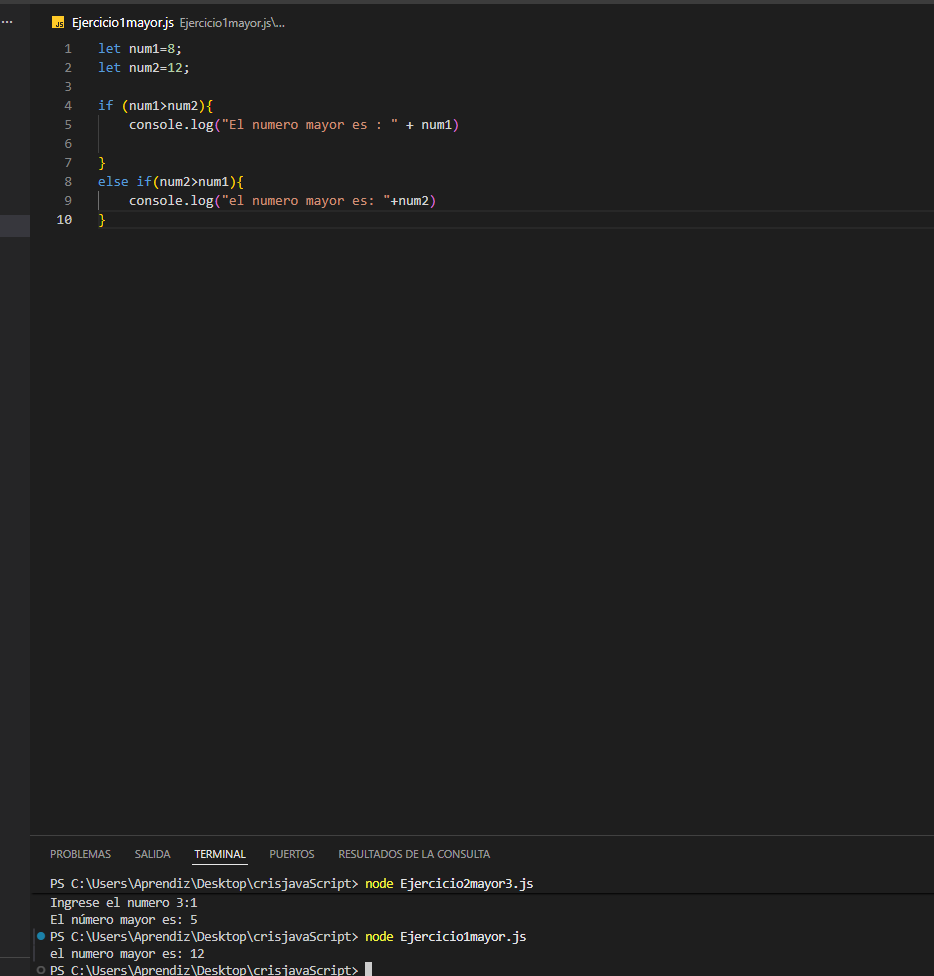 ...
JS Ejercicio1mayor.js Ejercicio1mayor.js\...
1 let num1=8;
2 let num2=12;
3
4 if (num1>num2){
5 console.log("El numero mayor es : " + num1)
6
7 }
8 else if(num2>num1){
9 console.log("el numero mayor es: "+num2)
10 }
PROBLEMAS SALIDA TERMINAL PUERTOS RESULTADOS DE LA CONSULTA
PS C:\Users\Aprendiz\Desktop\crisjavaScript> node Ejercicio2mayor3.js
Ingrese el numero 3:1
El número mayor es: 5
PS C:\Users\Aprendiz\Desktop\crisjavaScript> node Ejercicio1mayor.js
el numero mayor es: 12
PS C:\Users\Aprendiz\Desktop\crisjavaScript>